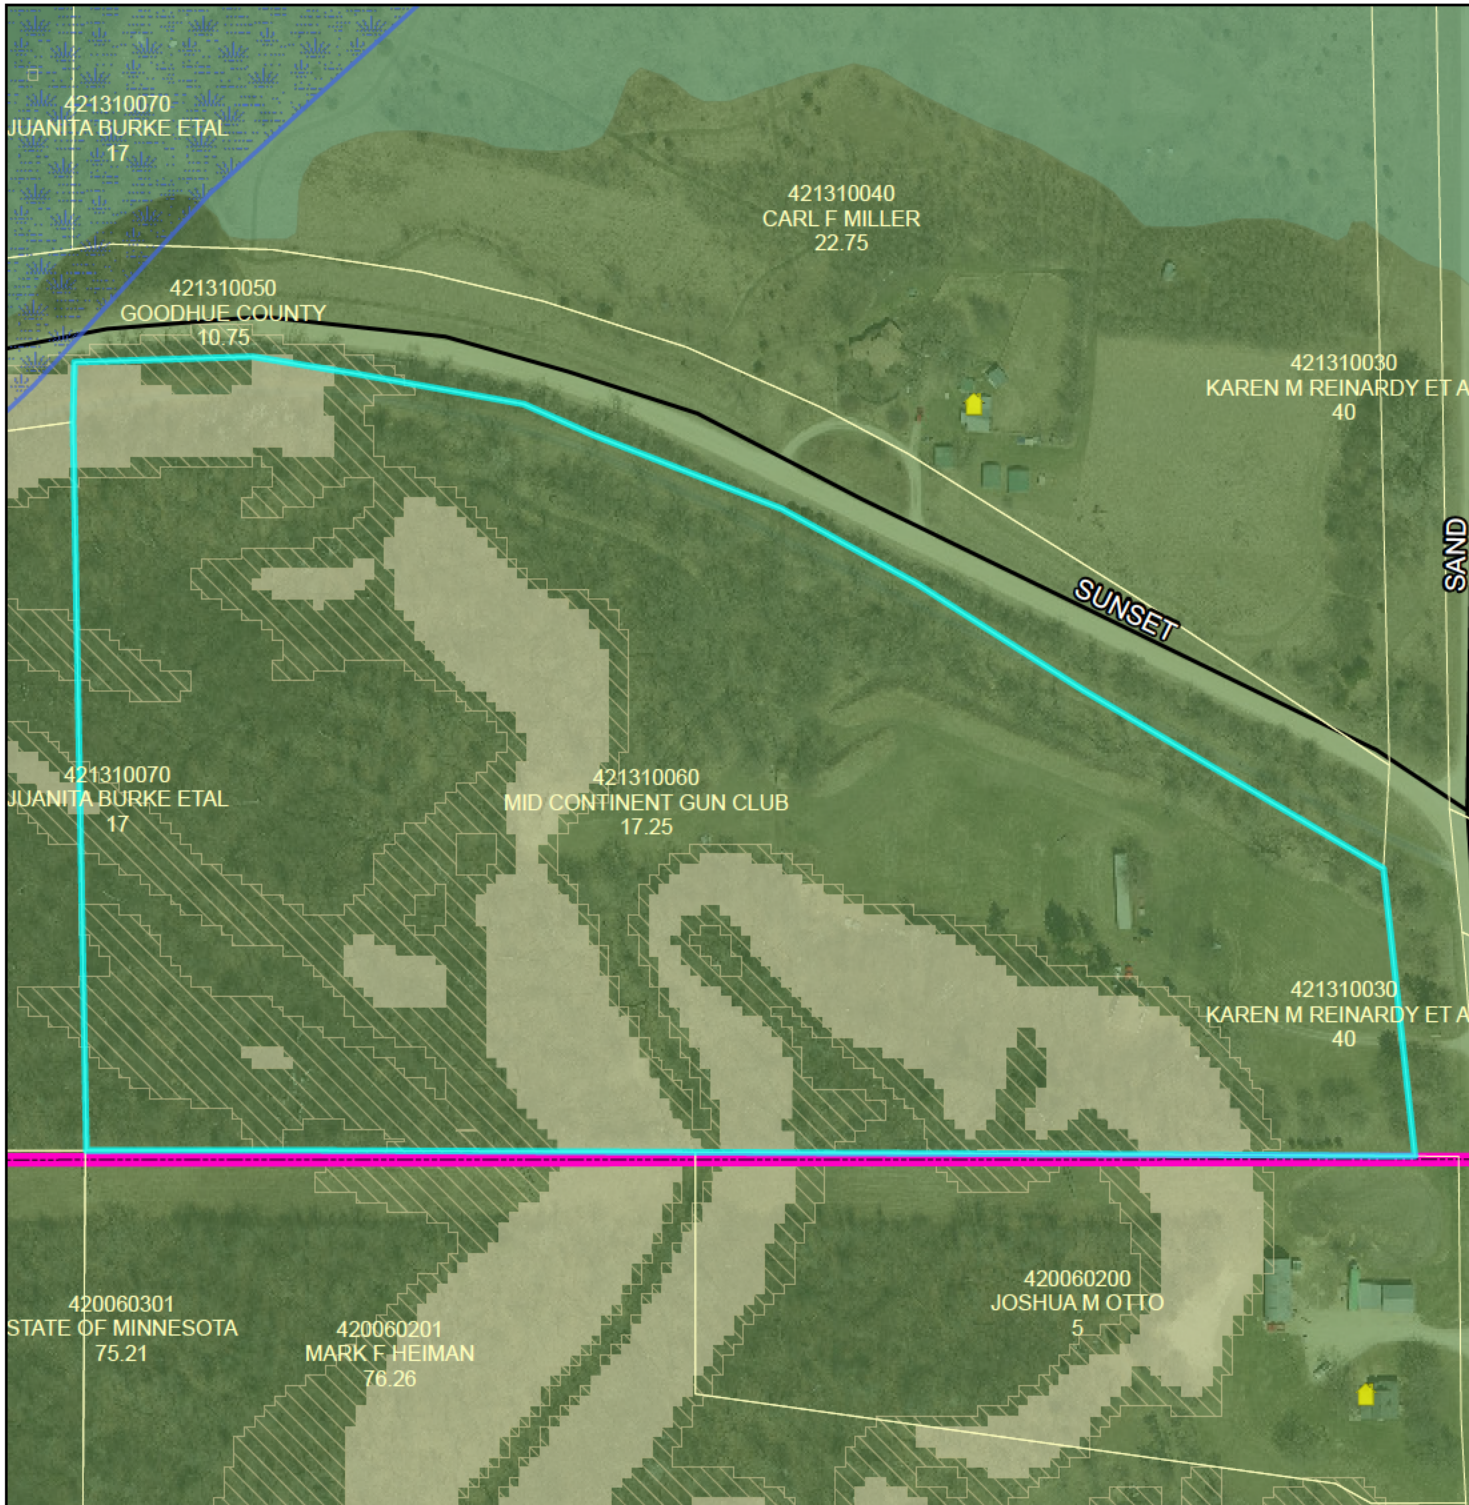 421310070
JUANITA BURKE ETAL
17
421310040
CARL F MILLER
22.75
421310050
GOODHUE COUNTY
10.75
421310030
KAREN M REINARDY ET A
40
SAND
SUNSET
421310070
JUANITA BURKE ETAL
17
421310060
MID CONTINENT GUN CLUB
17.25
421310030
KAREN M REINARDY ET A
40
420060301
STATE OF MINNESOTA
75.21
420060201
MARK F HEIMAN
76.26
420060200
JOSHUA M OTTO
5